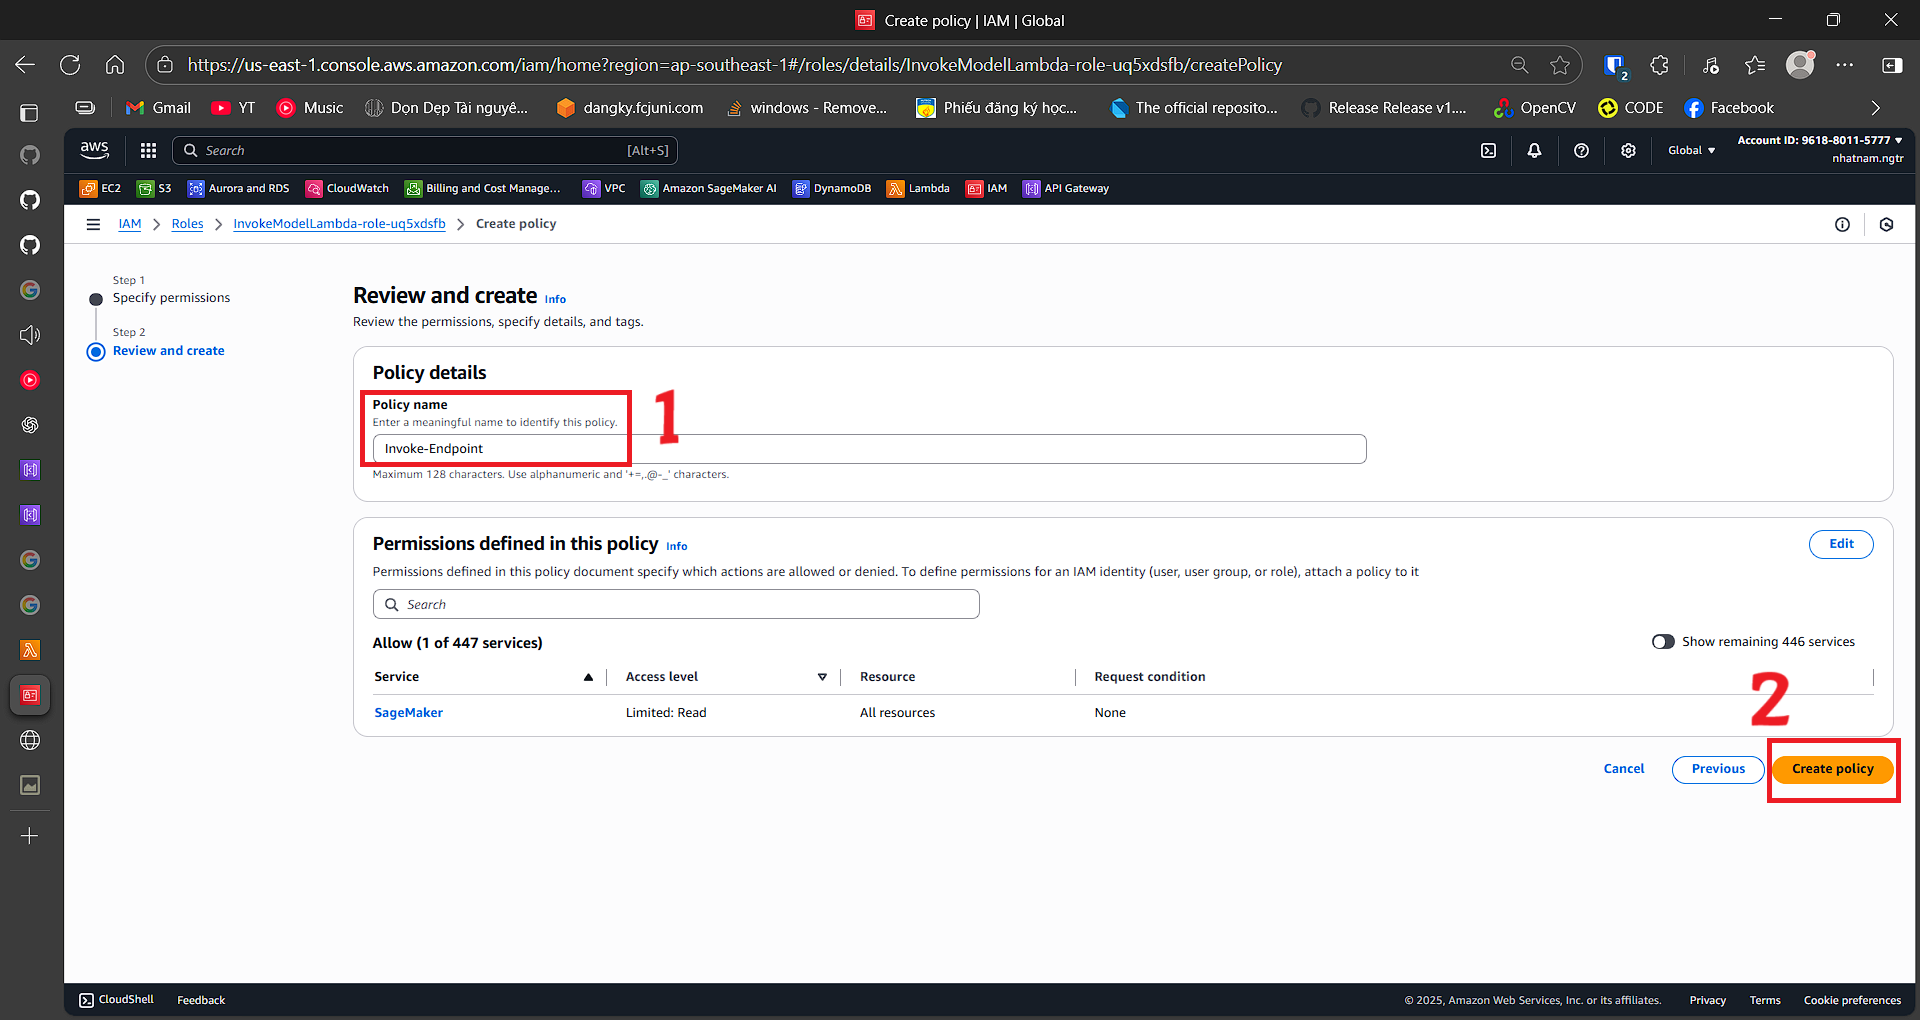 Create policy | IAM | Global
https://us-east-1.console.aws.amazon.com/iam/home?region=ap-southeast-1#/roles/details/InvokeModelLambda-role-uq5xdsfb/createPolicy
2
Gmail YT Music Dọn Dẹp Tài nguyê... dangky.fcjuni.com windows - Remove... Phiếu đăng ký học... The official reposito... Release Release v1.... OpenCV CODE Facebook
aws Search [Alt+S] Global Account ID: 9618-8011-5777
nhatnam.ngtr
EC2 S3 Aurora and RDS CloudWatch Billing and Cost Manage... VPC Amazon SageMaker AI DynamoDB Lambda IAM API Gateway
IAM Roles InvokeModelLambda-role-uq5xdsfb Create policy
Step 1
Specify permissions
Step 2
Review and create
Review and create Info
Review the permissions, specify details, and tags.
Policy details
Policy name
Enter a meaningful name to identify this policy.
1
Invoke-Endpoint
Maximum 128 characters. Use alphanumeric and '+=,.@-_' characters.
Permissions defined in this policy Info
Edit
Permissions defined in this policy document specify which actions are allowed or denied. To define permissions for an IAM identity (user, user group, or role), attach a policy to it
Search
Allow (1 of 447 services)
Show remaining 446 services
Service Access level Resource Request condition
SageMaker Limited: Read All resources None
2
Cancel Previous Create policy
CloudShell Feedback © 2025, Amazon Web Services, Inc. or its affiliates. Privacy Terms Cookie preferences